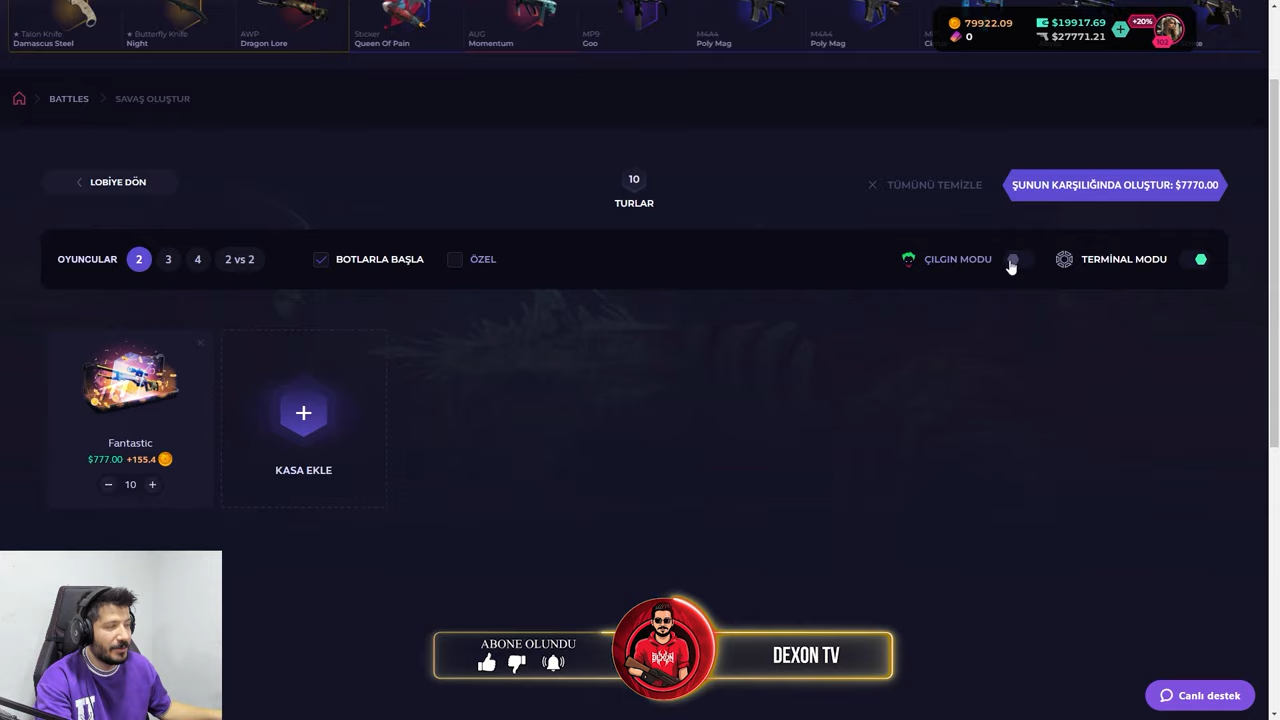 ★ Talon Knife
Damascus Steel
★ Butterfly Knife
Night
AWP
Dragon Lore
Sticker
Queen Of Pain
AUG
Momentum
MP9
Goo
M4A4
Poly Mag
M4A4
Poly Mag
79922.09
0
$19917.69
$27771.21
+20%
BATTLES
SAVAŞ OLUŞTUR
LOBİYE DÖN
10
TURLAR
TÜMÜNÜ TEMİZLE
ŞUNUN KARŞILIĞINDA OLUŞTUR: $7770.00
OYUNCULAR 2 3 4 2 vs 2
BOTLARLA BAŞLA
ÖZEL
ÇILGIN MODU
TERMİNAL MODU
Fantastic
$777.00 +155.4
− 10 +
+
KASA EKLE
ABONE OLUNDU
DEXON TV
Canlı destek